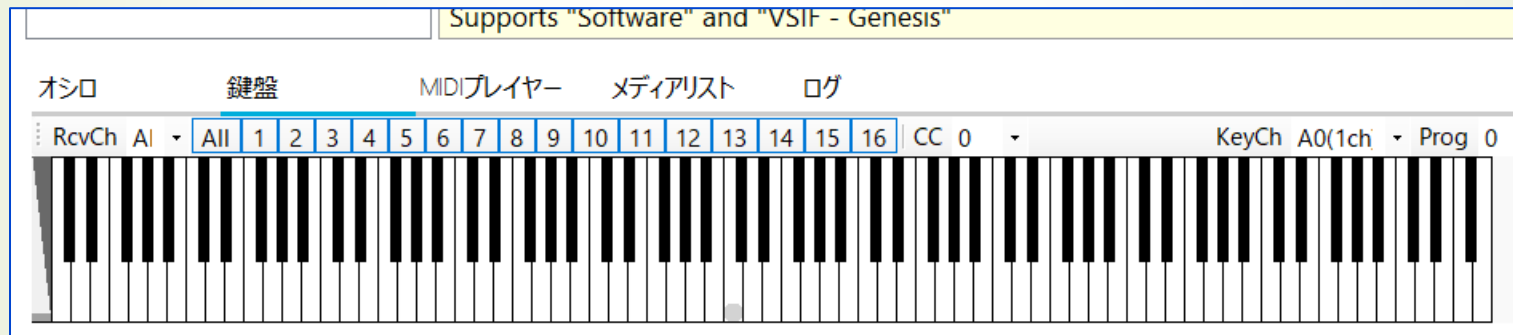 Supports "Software" and "VSIF - Genesis"
オシロ 鍵盤 MIDIプレイヤー メディアリスト ログ
RcvCh Al All 1 2 3 4 5 6 7 8 9 10 11 12 13 14 15 16 CC 0 KeyCh A0(1ch) Prog 0